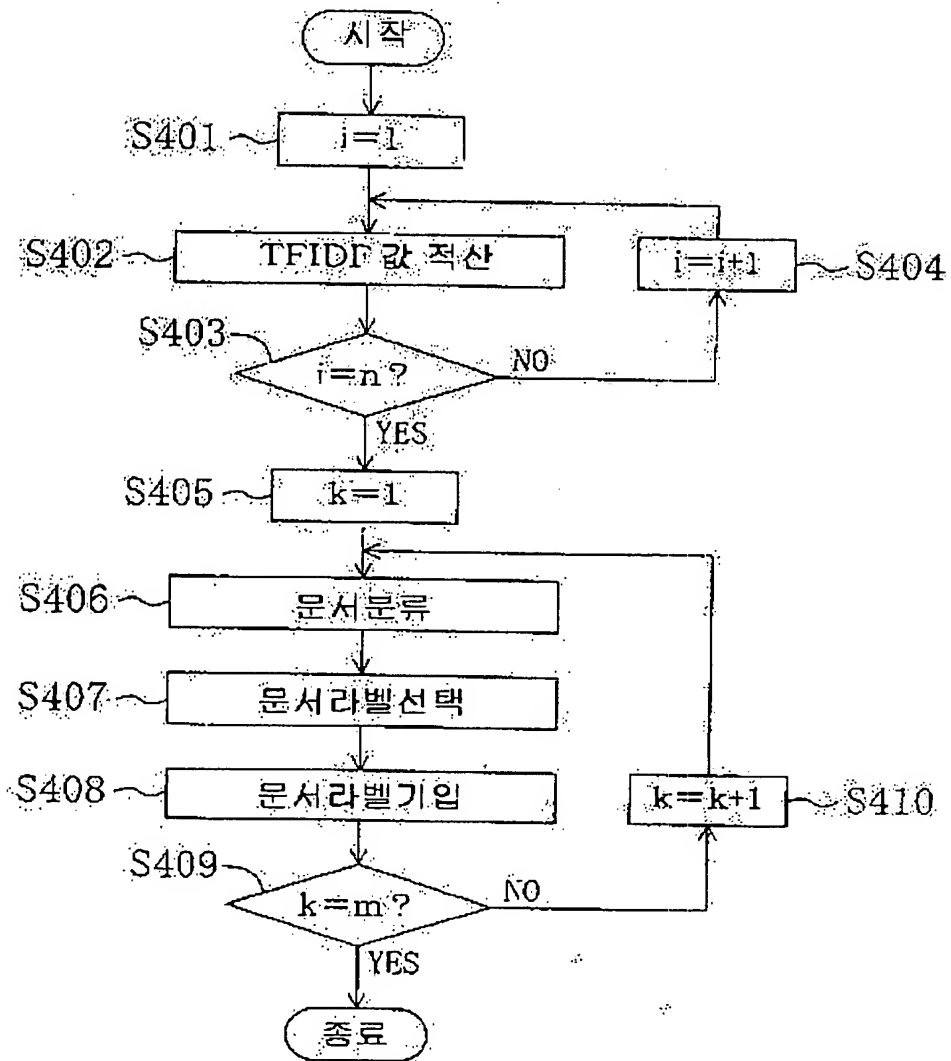 시작
S401
i=1
S402
TFIDF 값 적산
i=i+1
S404
S403
i=n?
NO
YES
S405
k=1
S406
문서분류
S407
문서라벨선택
S408
문서라벨기입
k=k+1
S410
S409
k=m?
NO
YES
종료